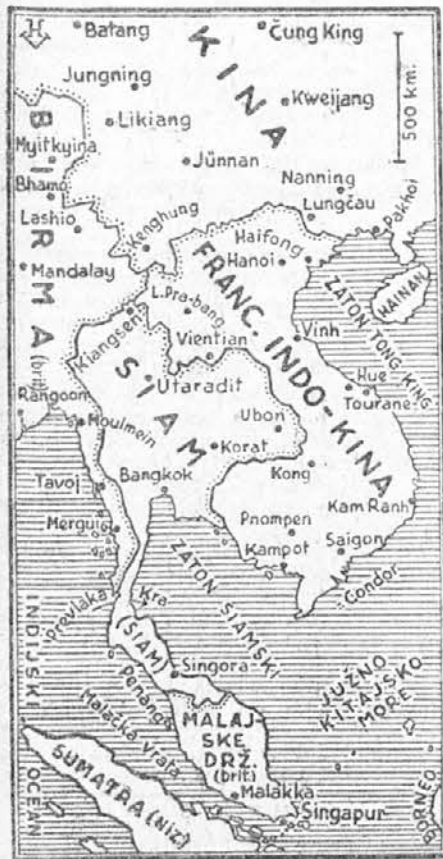 Batang
Čung King
KINA
500 km.
Jungning
Kweijang
Likiang
BIRMA (brit)
Myitkyina
Jünnan
Bhamo
Nanning
Lungčau
Lashio
Pakhoi
Kenghung
Haifong
Hanoi
Mandalay
HAINAN
FRANC. INDO-KINA
ZATON TONG KING
L.Pra-bang
Kiangsen
Vinh
Vientian
SIAM
Utaradit
Hue
Tourane
Rangoon
Moulmein
Ubon
Korat
Kong
Tavoj
Bangkok
Kam Ranh
Mergui
Pnompen
Saigon
Kampot
ZATON SIAMSKI
Condor
Prevlaka
Kra
(SIAM)
INDIJSKI OCEAN
Singora
JUŽNO
KITAJSKO
MORE
Penang
MALAJ-
SKE
DRŽ.
(brit)
Malačka vrata
SUMATRA (NIZ)
Malakka
Singapur
BORNEO